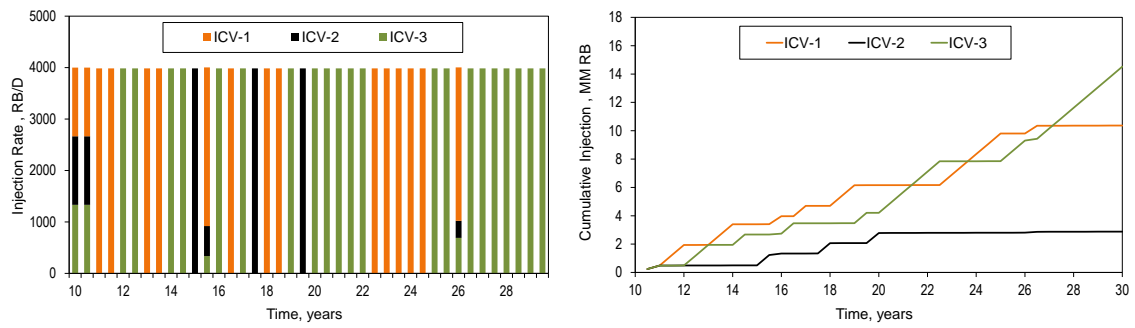 5000
4000
3000
2000
1000
0
Injection Rate , RB/D
ICV-1 ICV-2 ICV-3
10 12 14 16 18 20 22 24 26 28
Time, years
18
16
14
12
10
8
6
4
2
0
Cumulative Injection , MM RB
ICV-1 ICV-2 ICV-3
10 12 14 16 18 20 22 24 26 28 30
Time, years